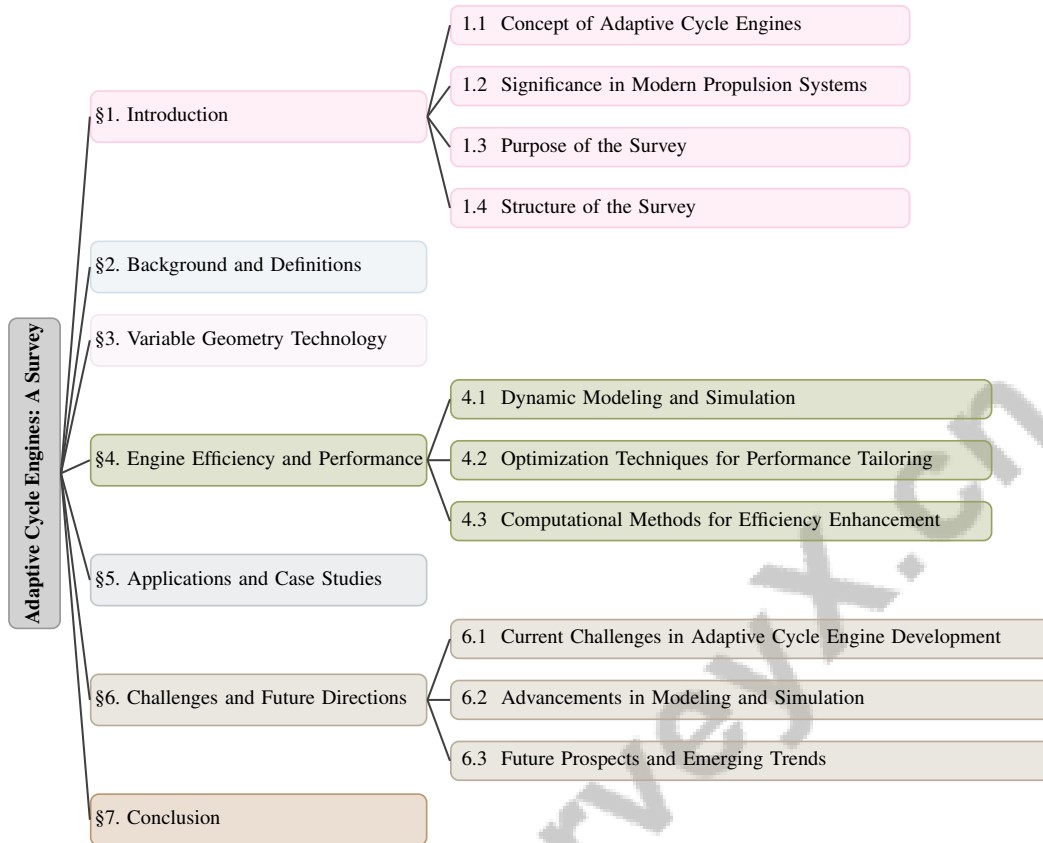 Adaptive Cycle Engines: A Survey
§1. Introduction
1.1 Concept of Adaptive Cycle Engines
1.2 Significance in Modern Propulsion Systems
1.3 Purpose of the Survey
1.4 Structure of the Survey
§2. Background and Definitions
§3. Variable Geometry Technology
§4. Engine Efficiency and Performance
4.1 Dynamic Modeling and Simulation
4.2 Optimization Techniques for Performance Tailoring
4.3 Computational Methods for Efficiency Enhancement
§5. Applications and Case Studies
§6. Challenges and Future Directions
6.1 Current Challenges in Adaptive Cycle Engine Development
6.2 Advancements in Modeling and Simulation
6.3 Future Prospects and Emerging Trends
§7. Conclusion
rveyx.cn